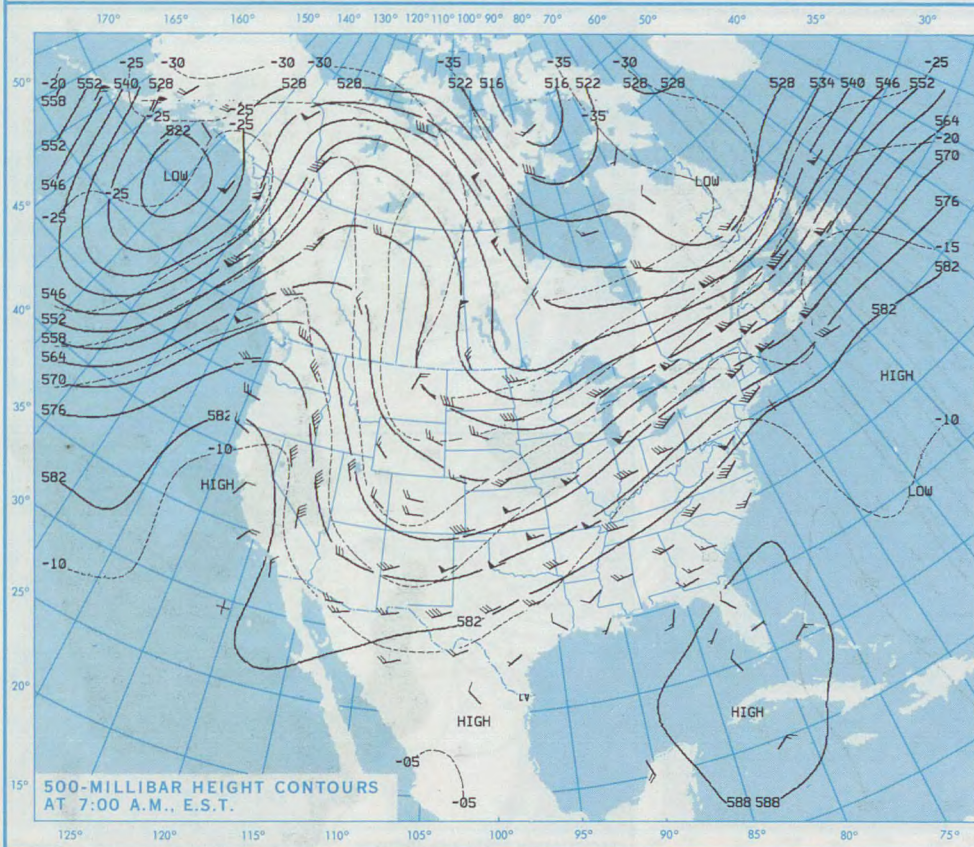 170° 165° 160° 150° 140° 130° 120° 110° 100° 90° 80° 70° 60° 50° 40° 35° 30°
-25 -30 -30 -30 -35 -35 -30 -25
50° -20 552 540 528 528 528 522 516 516 522 528 528 528 534 540 546 552
558 -25 -25 -35 564
-25 522 -20
552 570
LOW LOW
546 -25 576
45° -25
-15
582
546 582
40° 552
558
564 HIGH
570
35° 576 582 -10
-10
582 HIGH LOW
30°
-10
25°
582
20°
HIGH HIGH
-05
15° 500-MILLIBAR HEIGHT CONTOURS
AT 7:00 A.M., E.S.T.
-05 588 588
125° 120° 115° 110° 105° 100° 95° 90° 85° 80° 75°